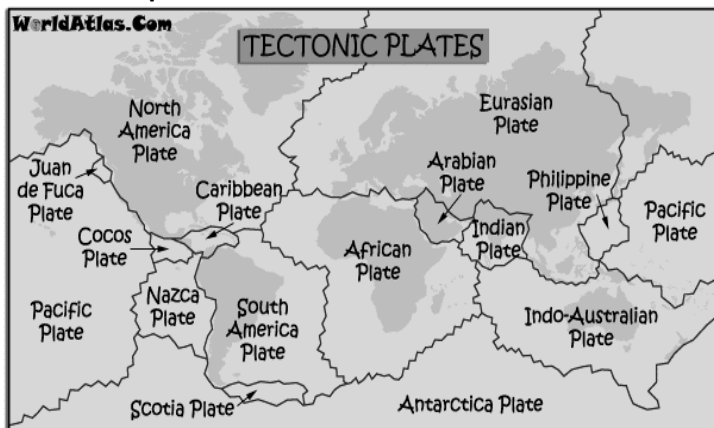 WorldAtlas.Com
TECTONIC PLATES
North
America
Plate
Eurasian
Plate
Juan
de Fuca
Plate
Caribbean
Plate
Arabian
Plate
Philippine
Plate
Pacific
Plate
Cocos
Plate
African
Plate
Indian
Plate
Pacific
Plate
Nazca
Plate
South
America
Plate
Indo-Australian
Plate
Scotia Plate
Antarctica Plate